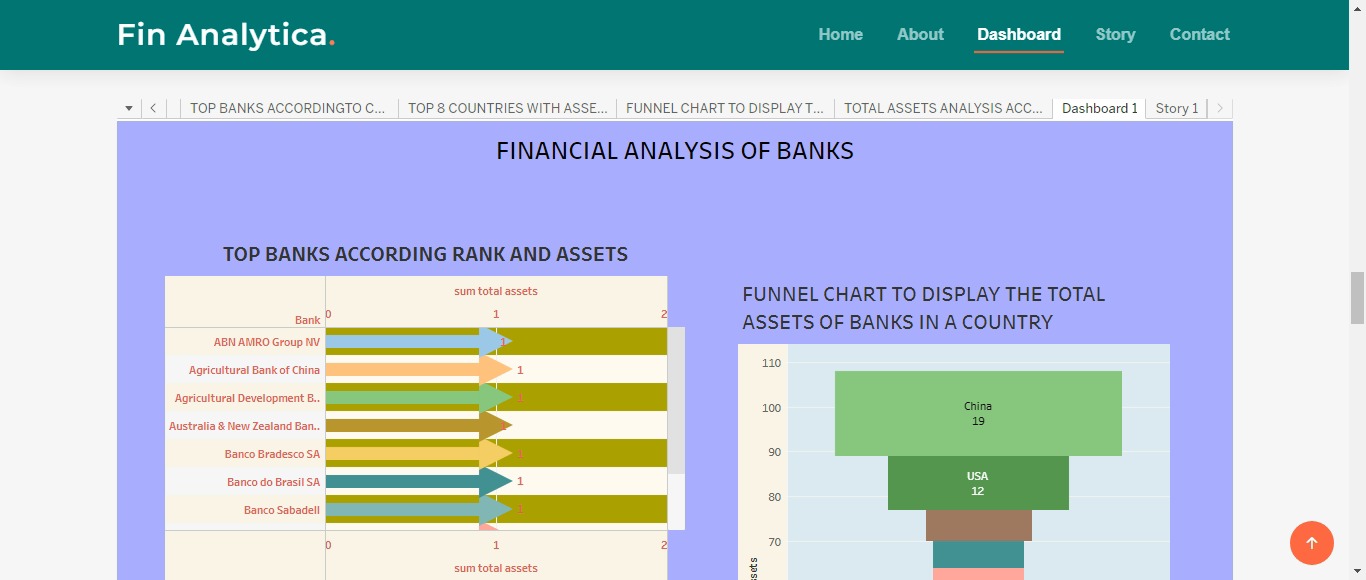 Fin Analytica.
Home
About
Dashboard
Story
Contact
TOP BANKS ACCORDINGTO C...
TOP 8 COUNTRIES WITH ASSE...
FUNNEL CHART TO DISPLAY T...
TOTAL ASSETS ANALYSIS ACC...
Dashboard 1
Story 1
FINANCIAL ANALYSIS OF BANKS
TOP BANKS ACCORDING RANK AND ASSETS
sum total assets
Bank
0
1
2
ABN AMRO Group NV
1
Agricultural Bank of China
1
Agricultural Development B..
1
Australia & New Zealand Ban..
1
Banco Bradesco SA
1
Banco do Brasil SA
1
Banco Sabadell
1
0
1
2
sum total assets
FUNNEL CHART TO DISPLAY THE TOTAL
ASSETS OF BANKS IN A COUNTRY
110
100
90
80
70
China
19
USA
12